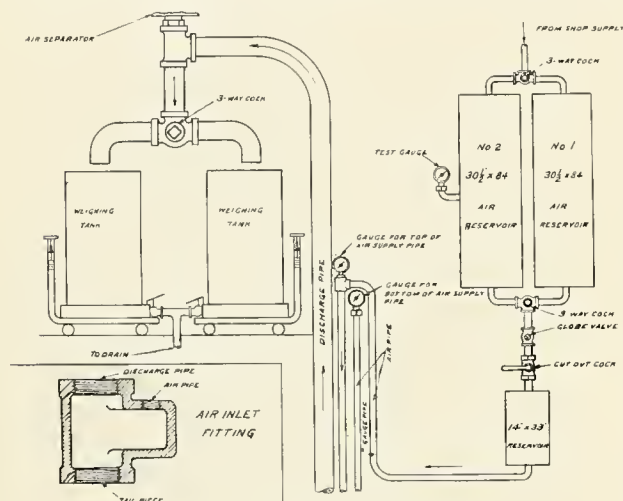 AIR SEPARATOR
3-WAY COCK
WEIGHING
TANK
WEIGHING
TANK
TO DRAIN
DISCHARGE PIPE
AIR PIPE
AIR INLET
FITTING
TAIL PIECE
DISCHARGE PIPE
GAUGE FOR TOP OF
AIR SUPPLY PIPE
GAUGE FOR
BOTTOM OF AIR SUPPLY
PIPE
AIR PIPE
GAUGE PIPE
FROM SHOP SUPPLY
3-WAY COCK
TEST GAUGE
No 2
30½" x 84
AIR
RESERVOIR
No 1
30½ x 84
AIR
RESERVOIR
3 WAY COCK
GLOBE VALVE
CUT OUT COCK
14" x 33"
RESERVOIR